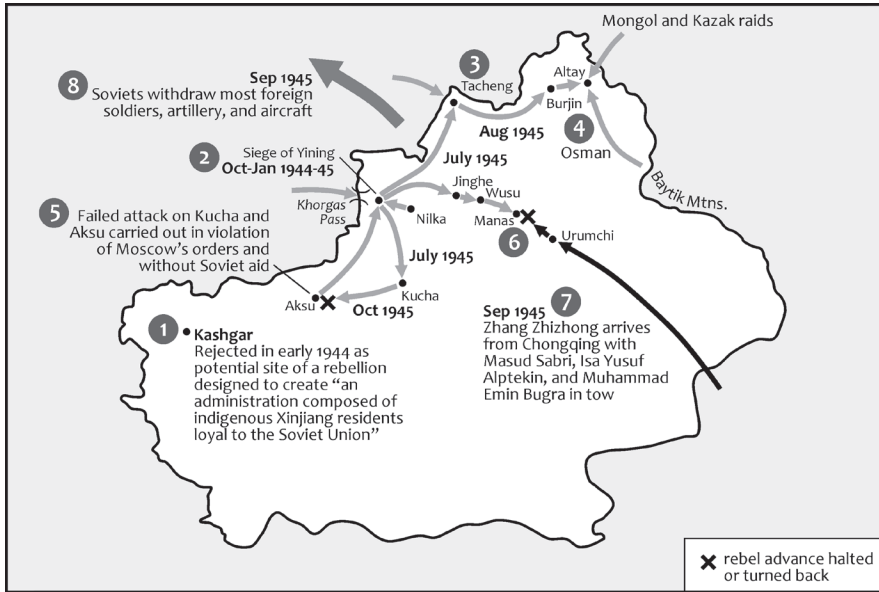 Mongol and Kazak raids
3
Tacheng
Altay
Burjin
Sep 1945
8
Soviets withdraw most foreign
soldiers, artillery, and aircraft
Aug 1945
4
Osman
2
Siege of Yining
Oct-Jan 1944-45
July 1945
Baytik Mtns.
Khorgas
Pass
Jinghe
Wusu
Nilka
Manas
6
Urumchi
5
Failed attack on Kucha and
Aksu carried out in violation
of Moscow’s orders and
without Soviet aid
July 1945
Kucha
Aksu
Oct 1945
1
Kashgar
Rejected in early 1944 as
potential site of a rebellion
designed to create “an
administration composed of
indigenous Xinjiang residents
loyal to the Soviet Union”
Sep 1945
7
Zhang Zhizhong arrives
from Chongqing with
Masud Sabri, Isa Yusuf
Alptekin, and Muhammad
Emin Bugra in tow
rebel advance halted
or turned back